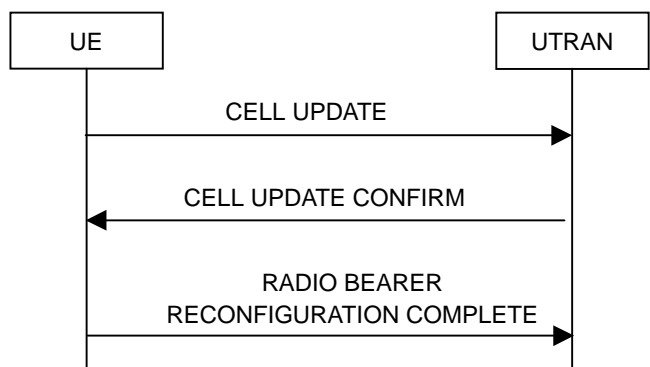 UE
UTRAN
CELL UPDATE
CELL UPDATE CONFIRM
RADIO BEARER
RECONFIGURATION COMPLETE